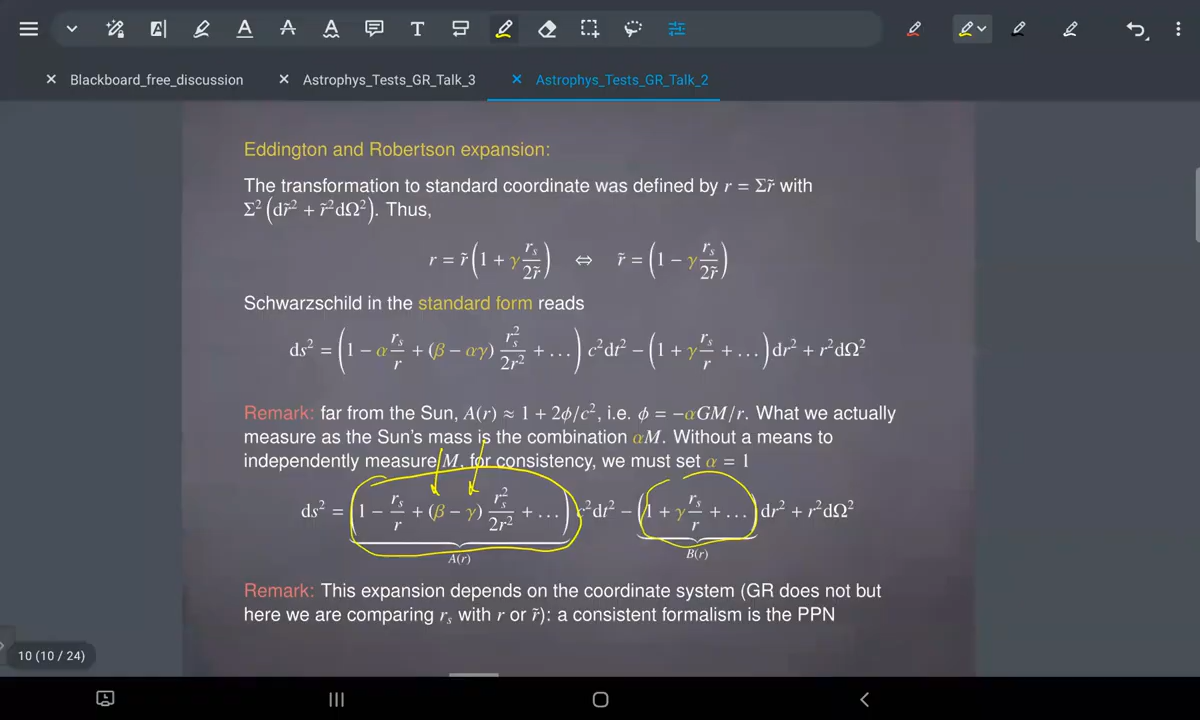 A A A T
Blackboard_free_discussion Astrophys_Tests_GR_Talk_3 Astrophys_Tests_GR_Talk_2
Eddington and Robertson expansion:
The transformation to standard coordinate was defined by r = Σr̃ with
Σ² (dr̃² + r̃²dΩ²). Thus,
r = r̃ (1 + γ r_s/2r̃) ⇔ r̃ = (1 − γ r_s/2r̃)
Schwarzschild in the standard form reads
ds² = (1 − α r_s/r + (β − αγ) r_s²/2r² + …) c²dt² − (1 + γ r_s/r + …) dr² + r²dΩ²
Remark: far from the Sun, A(r) ≈ 1 + 2ϕ/c², i.e. ϕ = −αGM/r. What we actually
measure as the Sun's mass is the combination αM. Without a means to
independently measure M, for consistency, we must set α = 1
ds² = (1 − r_s/r + (β − γ) r_s²/2r² + …) c²dt² − (1 + γ r_s/r + …) dr² + r²dΩ²
A(r) B(r)
Remark: This expansion depends on the coordinate system (GR does not but
here we are comparing r_s with r or r̃): a consistent formalism is the PPN
10 (10 / 24)